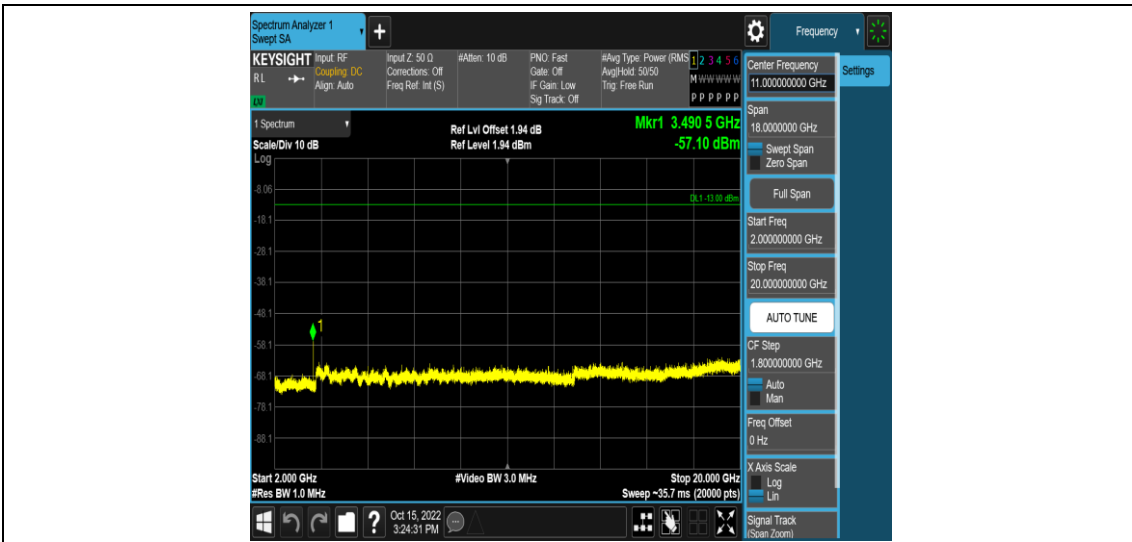 Spectrum Analyzer 1
Swept SA
+
Frequency
KEYSIGHT
RL
LXI
Input: RF
Coupling: DC
Align: Auto
Input Z: 50 Ω
Corrections: Off
Freq Ref: Int (S)
#Atten: 10 dB
PNO: Fast
Gate: Off
IF Gain: Low
Sig Track: Off
#Avg Type: Power (RMS
Avg|Hold: 50/50
Trig: Free Run
1 2 3 4 5 6
M W W W W W
P P P P P P
1 Spectrum
Scale/Div 10 dB
Log
Ref Lvl Offset 1.94 dB
Ref Level 1.94 dBm
Mkr1 3.490 5 GHz
-57.10 dBm
-8.06
DL1 -13.00 dBm
-18.1
-28.1
-38.1
-48.1
1
-58.1
-68.1
-78.1
-88.1
Start 2.000 GHz
#Res BW 1.0 MHz
#Video BW 3.0 MHz
Stop 20.000 GHz
Sweep ~35.7 ms (20000 pts)
?
Oct 15, 2022
3:24:31 PM
Center Frequency
11.000000000 GHz
Settings
Span
18.0000000 GHz
Swept Span
Zero Span
Full Span
Start Freq
2.000000000 GHz
Stop Freq
20.000000000 GHz
AUTO TUNE
CF Step
1.800000000 GHz
Auto
Man
Freq Offset
0 Hz
X Axis Scale
Log
Lin
Signal Track
(Span Zoom)